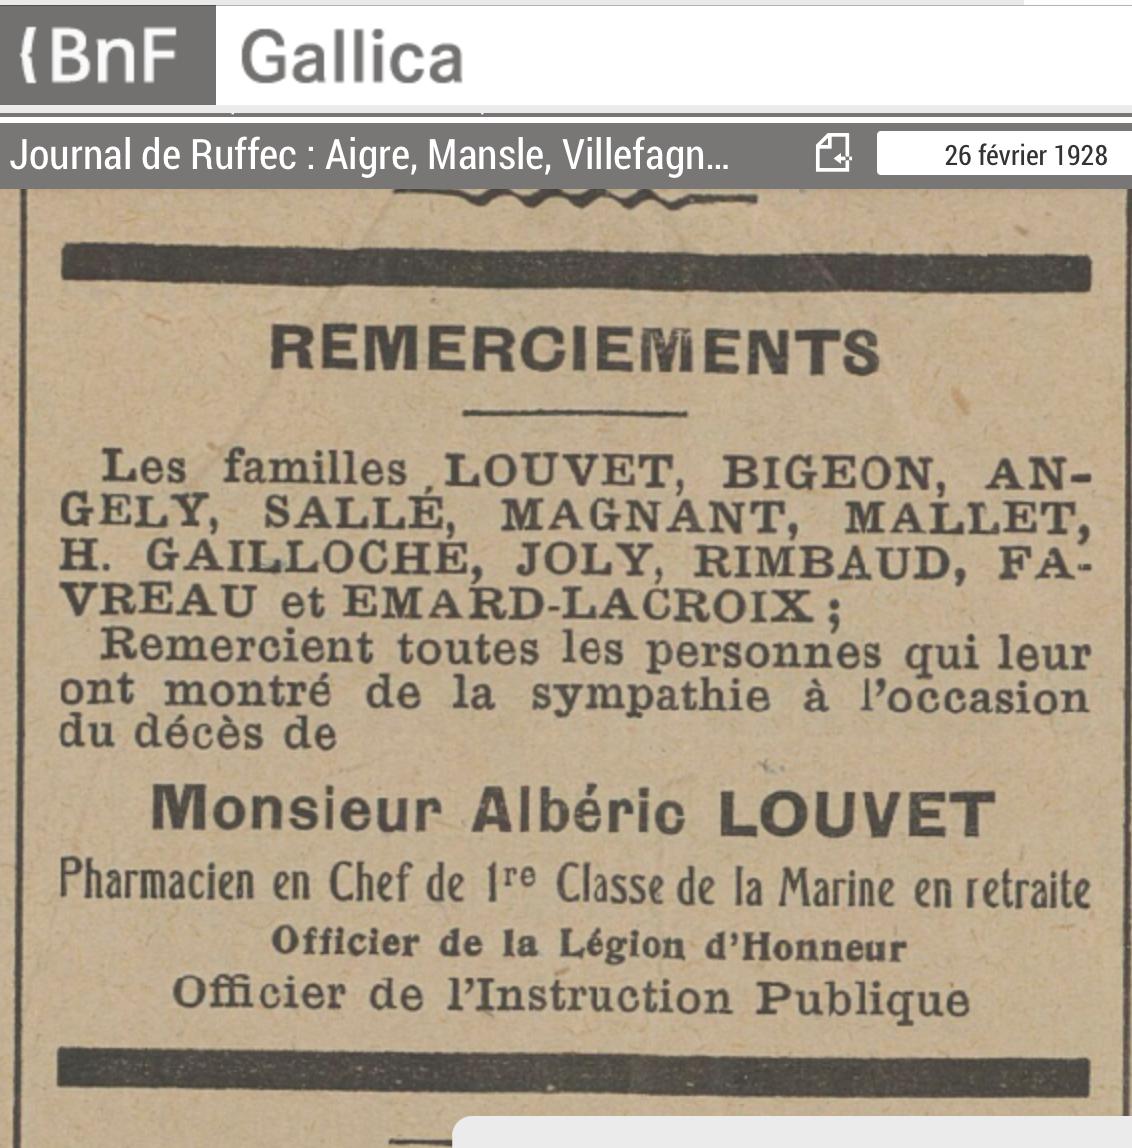 BnF Gallica
Journal de Ruffec : Aigre, Mansle, Villefagn... 26 février 1928
REMERCIEMENTS
Les familles LOUVET, BIGEON, AN-
GELY, SALLÉ, MAGNANT, MALLET,
H. GAILLOCHE, JOLY, RIMBAUD, FA-
VREAU et EMARD-LACROIX ;
Remercient toutes les personnes qui leur
ont montré de la sympathie à l'occasion
du décès de
Monsieur Albéric LOUVET
Pharmacien en Chef de 1re Classe de la Marine en retraite
Officier de la Légion d'Honneur
Officier de l'Instruction Publique